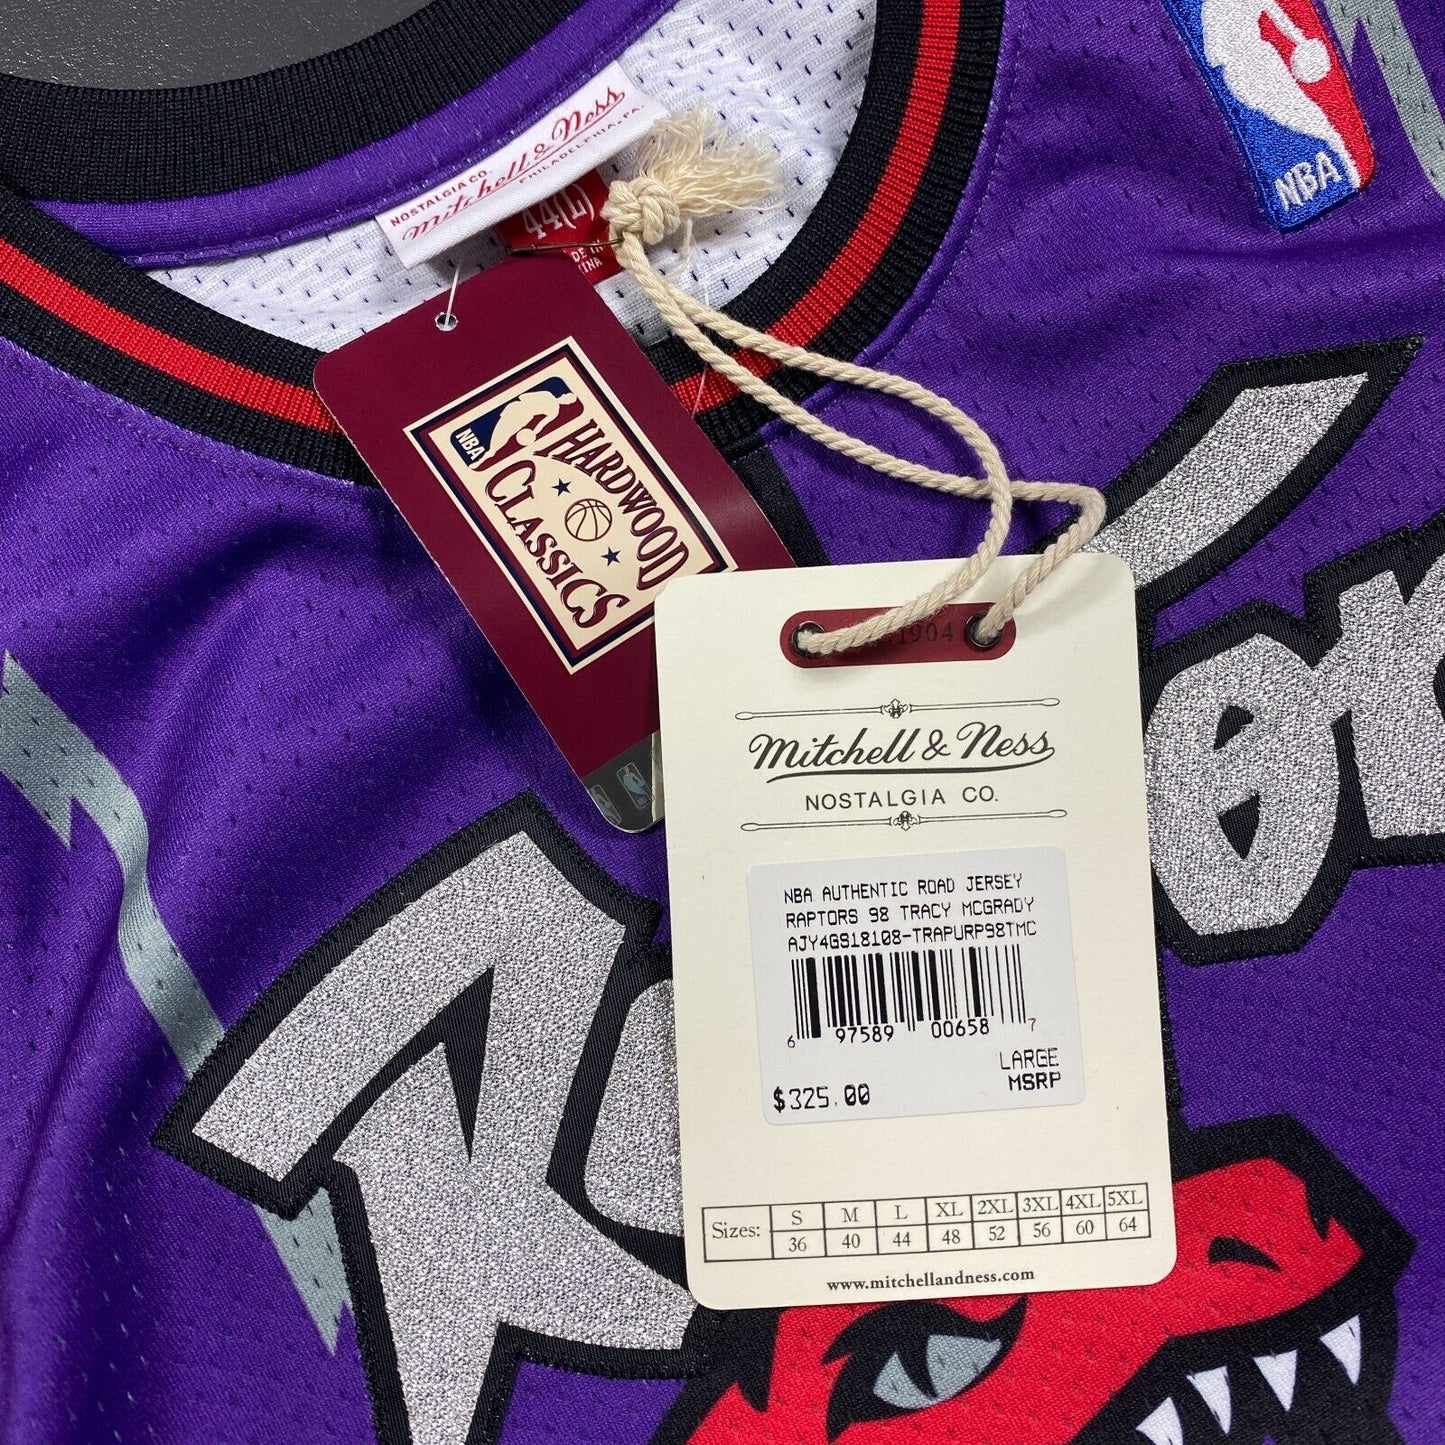 NOSTALGIA CO.
Mitchell & Ness
PHILADELPHIA, PA.
44(L)
NBA
NBA
HARDWOOD
CLASSICS
1904
Mitchell & Ness
NOSTALGIA CO.
NBA AUTHENTIC ROAD JERSEY
RAPTORS 98 TRACY MCGRADY
AJY4GS18108-TRAPURP98TMC
6 97589 00658 7
LARGE
MSRP
$325.00
Sizes: S M L XL 2XL 3XL 4XL 5XL
36 40 44 48 52 56 60 64
www.mitchellandness.com